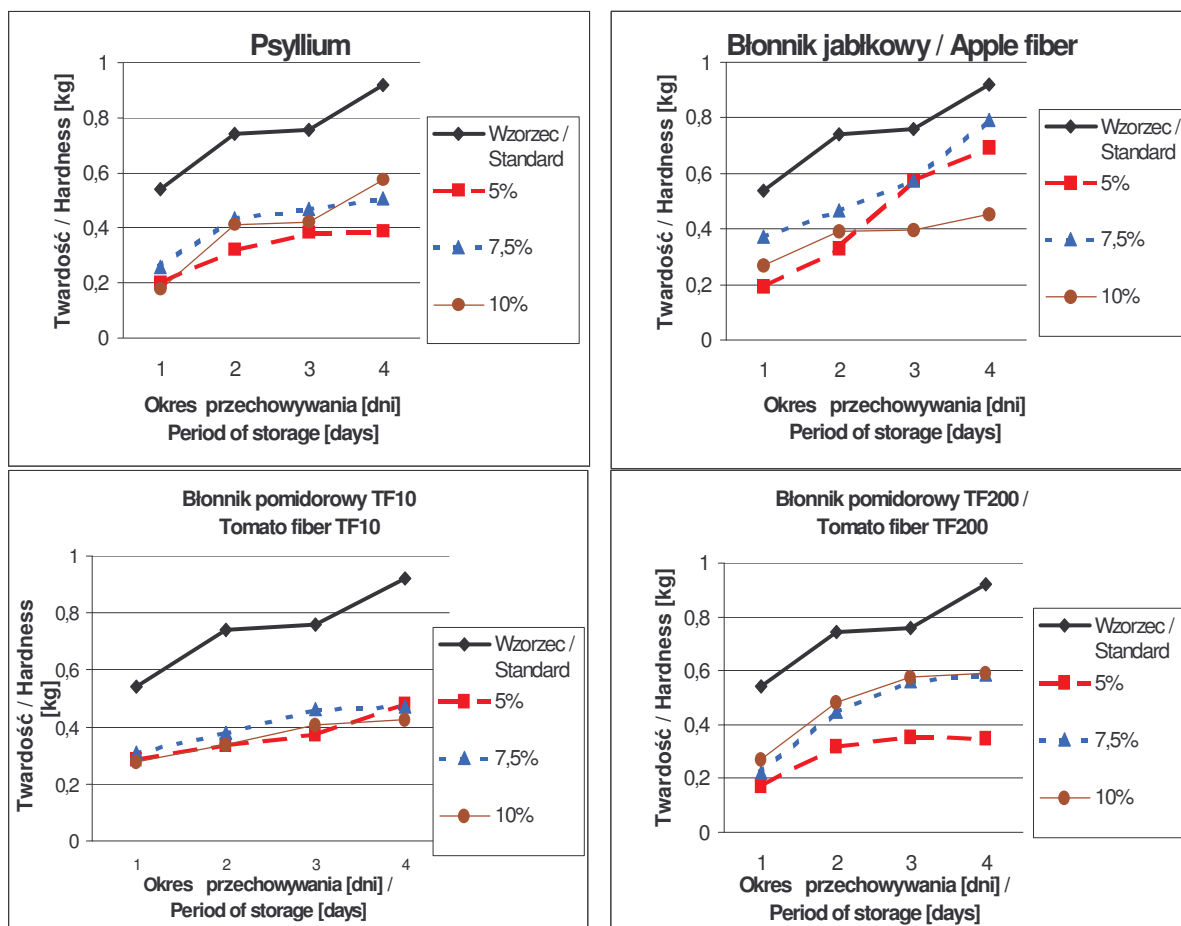 Psyllium
Twardość / Hardness [kg]
1
0,8
0,6
0,4
0,2
0
1 2 3 4
Okres przechowywania [dni]
Period of storage [days]
Wzorzec /
Standard
5%
7,5%
10%
Błonnik jabłkowy / Apple fiber
Twardość / Hardness [kg]
1
0,8
0,6
0,4
0,2
0
1 2 3 4
Okres przechowywania [dni]
Period of storage [days]
Wzorzec /
Standard
5%
7,5%
10%
Błonnik pomidorowy TF10
Tomato fiber TF10
Twardość / Hardness
[kg]
1
0,8
0,6
0,4
0,2
0
1 2 3 4
Okres przechowywania [dni] /
Period of storage [days]
Wzorzec /
Standard
5%
7,5%
10%
Błonnik pomidorowy TF200 /
Tomato fiber TF200
Twardość / Hardness [kg]
1
0,8
0,6
0,4
0,2
0
1 2 3 4
Okres przechowywania [dni] /
Period of storage [days]
Wzorzec /
Standard
5%
7,5%
10%